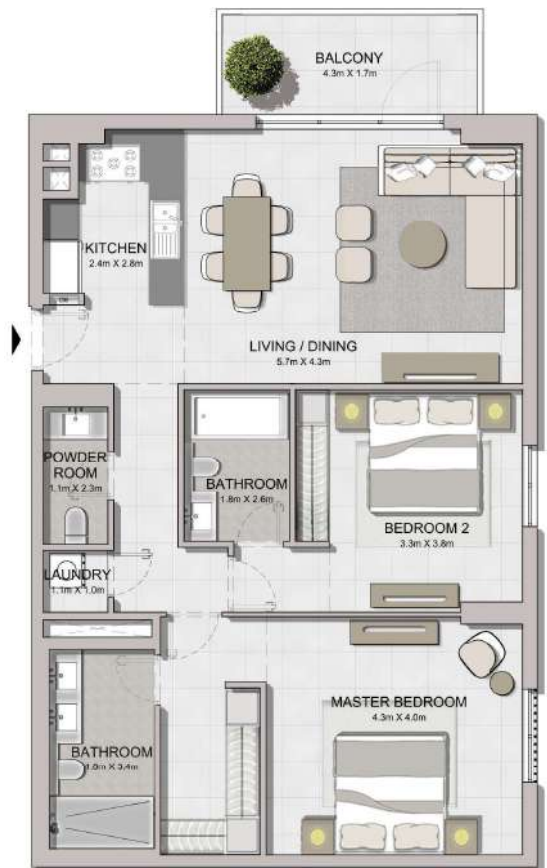 BALCONY
4.3m X 1.7m
KITCHEN
2.4m X 2.8m
LIVING / DINING
5.7m X 4.3m
POWDER
ROOM
1.1m X 2.3m
BATHROOM
1.8m X 2.6m
BEDROOM 2
3.3m X 3.8m
LAUNDRY
1.1m X 1.0m
MASTER BEDROOM
4.3m X 4.0m
BATHROOM